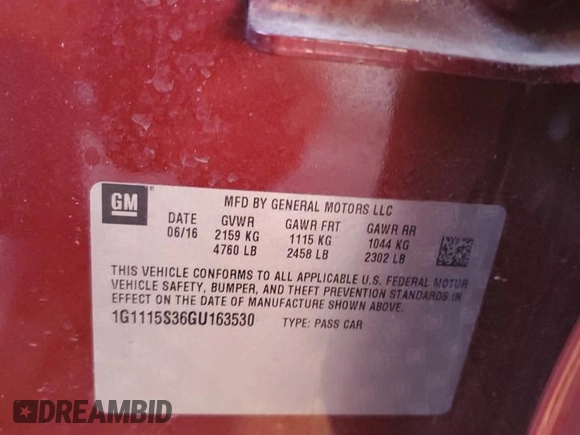 GM
MFD BY GENERAL MOTORS LLC
DATE GVWR GAWR FRT GAWR RR
06/16 2159 KG 1115 KG 1044 KG
4760 LB 2458 LB 2302 LB
THIS VEHICLE CONFORMS TO ALL APPLICABLE U.S. FEDERAL MOTOR
VEHICLE SAFETY, BUMPER, AND THEFT PREVENTION STANDARDS IN
EFFECT ON THE DATE OF MANUFACTURE SHOWN ABOVE.
1G1115S36GU163530 TYPE: PASS CAR
DREAMBID